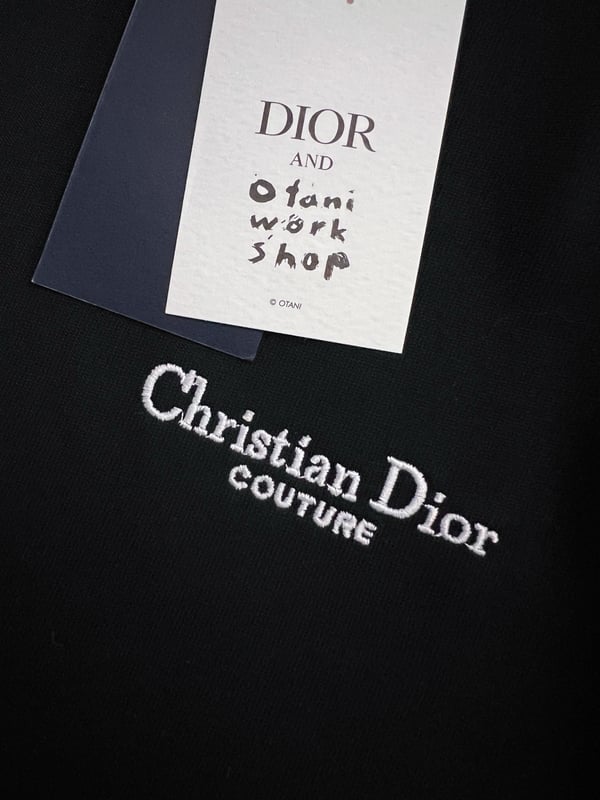 DIOR
AND
Otani
work
shop
© OTANI
Christian Dior
COUTURE